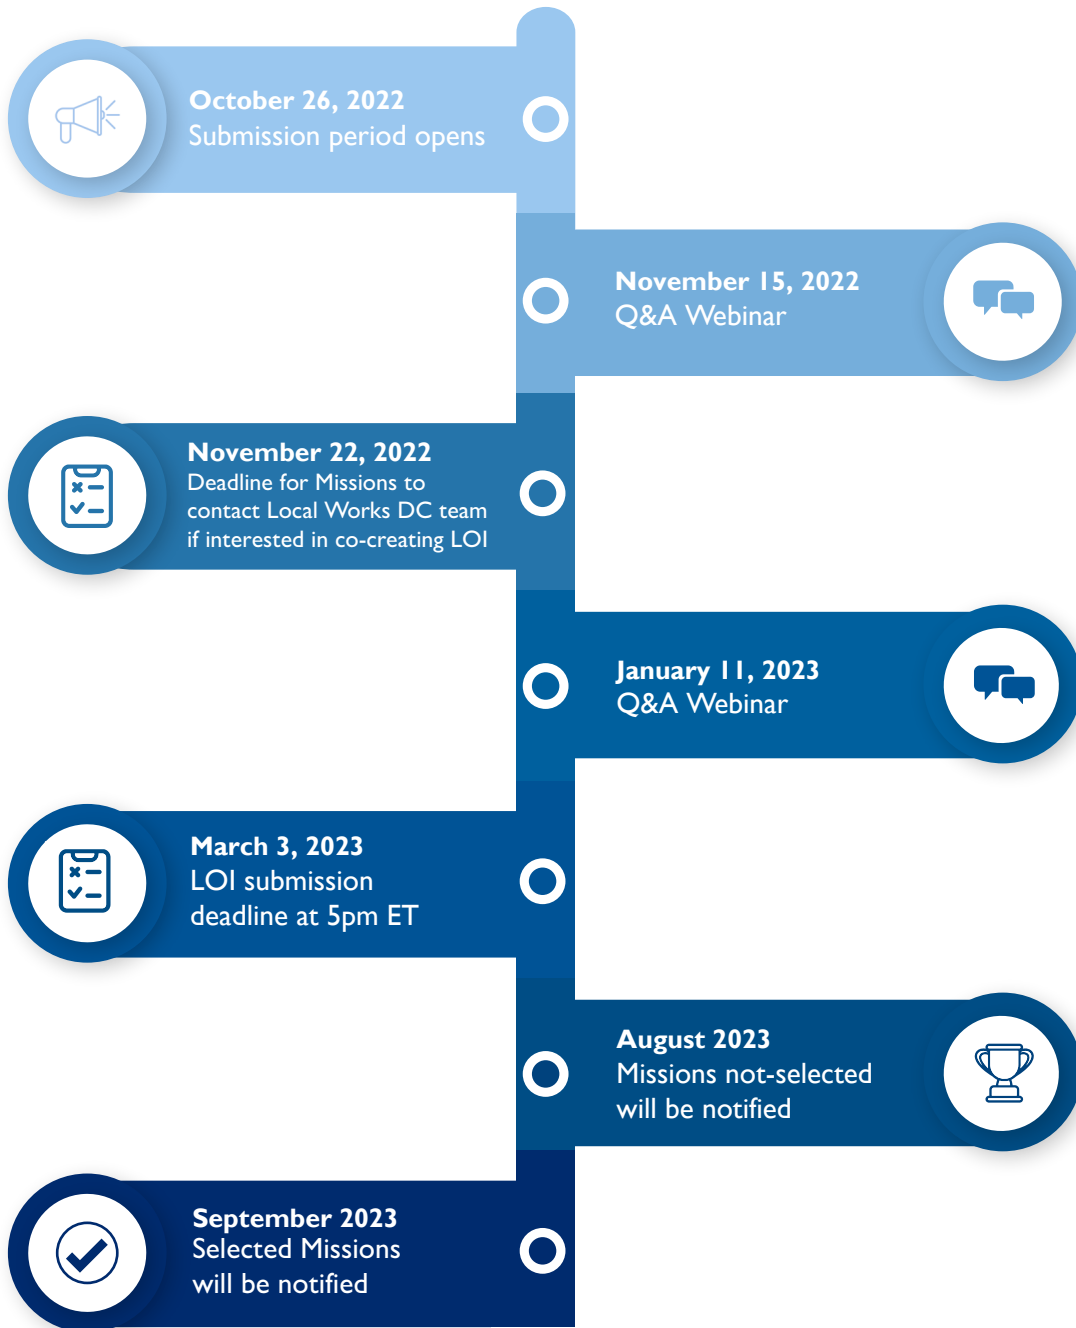 October 26, 2022
Submission period opens
November 15, 2022
Q&A Webinar
November 22, 2022
Deadline for Missions to
contact Local Works DC team
if interested in co-creating LOI
January 11, 2023
Q&A Webinar
March 3, 2023
LOI submission
deadline at 5pm ET
August 2023
Missions not-selected
will be notified
September 2023
Selected Missions
will be notified